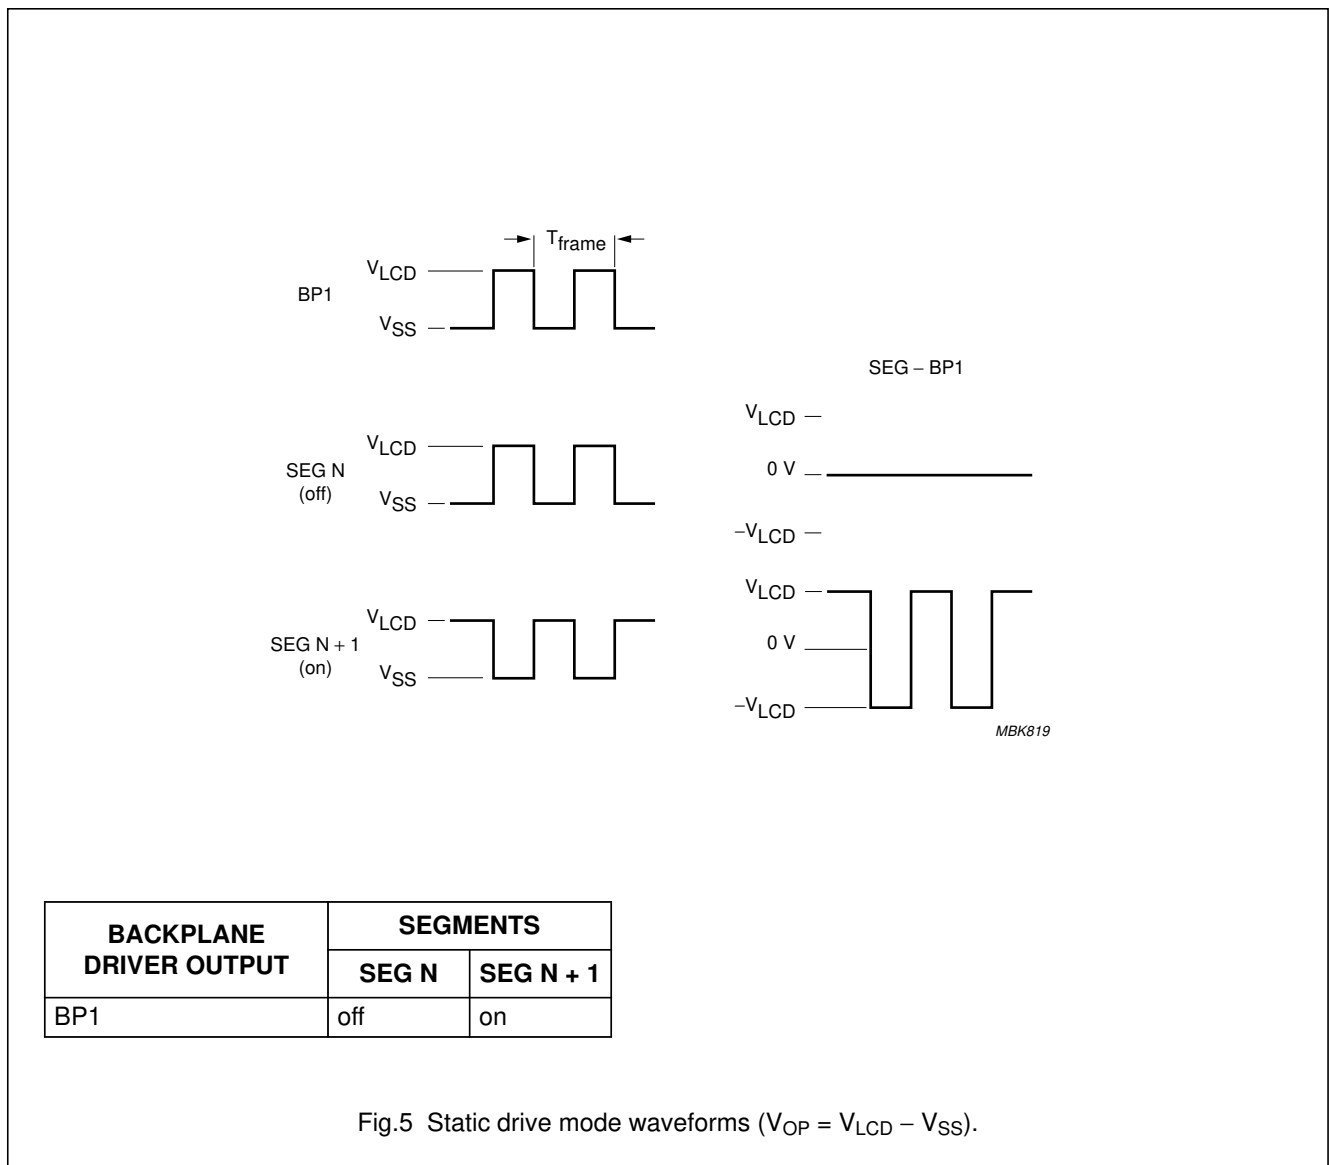 T_frame
V_LCD
BP1
V_SS
SEG – BP1
V_LCD
V_LCD
SEG N
(off)
V_SS
0 V
–V_LCD
V_LCD
V_LCD
SEG N + 1
(on)
V_SS
0 V
–V_LCD
MBK819
BACKPLANE DRIVER OUTPUT
SEGMENTS
SEG N
SEG N + 1
BP1 off on
Fig.5 Static drive mode waveforms (V_OP = V_LCD – V_SS).